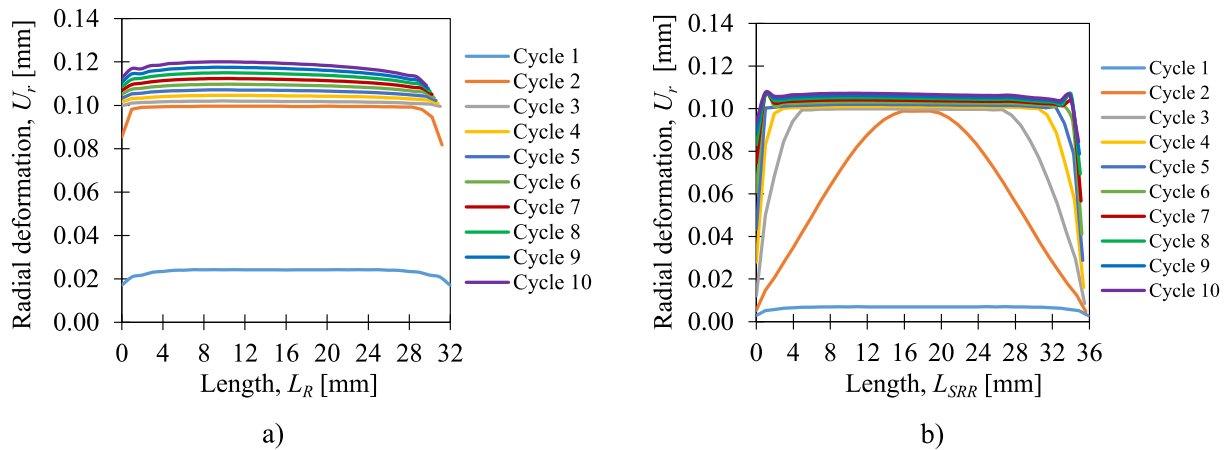 0.14
0.12
0.10
0.08
0.06
0.04
0.02
0.00
Radial deformation, U_r [mm]
0 4 8 12 16 20 24 28 32
Length, L_R [mm]
Cycle 1
Cycle 2
Cycle 3
Cycle 4
Cycle 5
Cycle 6
Cycle 7
Cycle 8
Cycle 9
Cycle 10
a)
0.14
0.12
0.10
0.08
0.06
0.04
0.02
0.00
Radial deformation, U_r [mm]
0 4 8 12 16 20 24 28 32 36
Length, L_SRR [mm]
Cycle 1
Cycle 2
Cycle 3
Cycle 4
Cycle 5
Cycle 6
Cycle 7
Cycle 8
Cycle 9
Cycle 10
b)